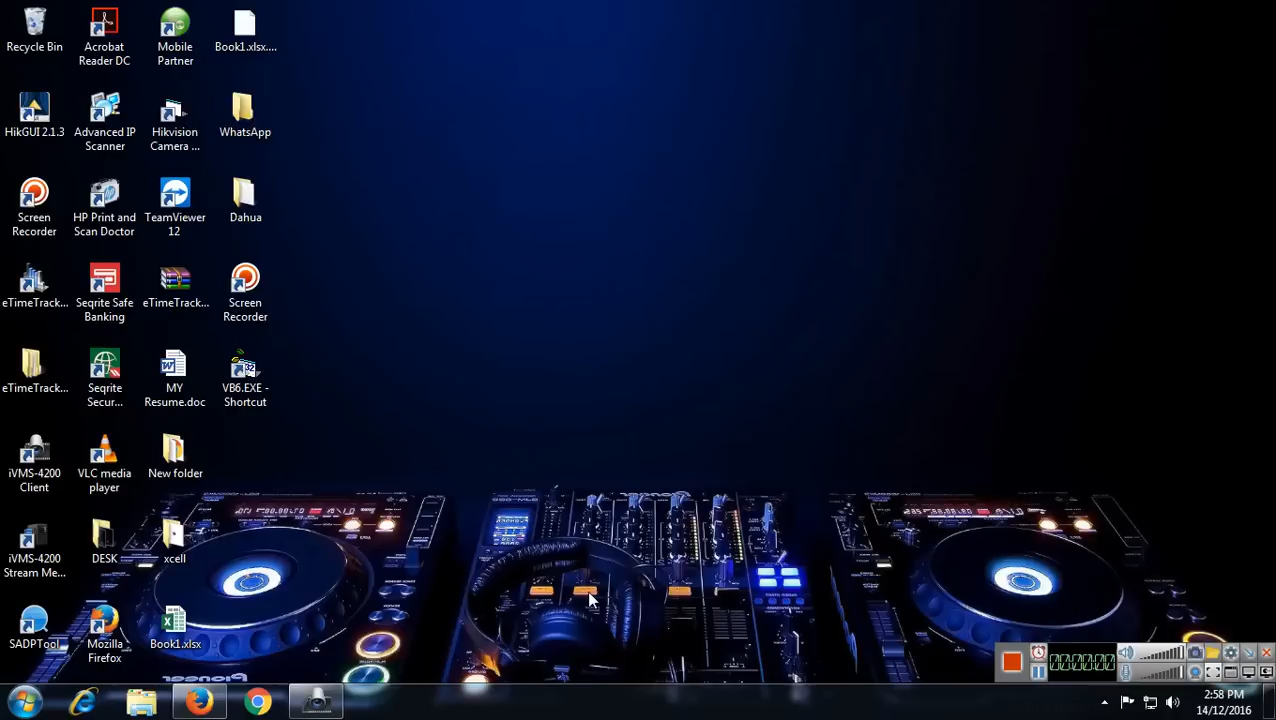 Recycle Bin
Acrobat Reader DC
Mobile Partner
Book1.xlsx....
HikGUI 2.1.3
Advanced IP Scanner
Hikvision Camera ...
WhatsApp
Screen Recorder
HP Print and Scan Doctor
TeamViewer 12
Dahua
eTimeTrack...
Seqrite Safe Banking
eTimeTrack...
Screen Recorder
eTimeTrack...
Seqrite Secur...
MY Resume.doc
VB6.EXE - Shortcut
iVMS-4200 Client
VLC media player
New folder
iVMS-4200 Stream Me...
DESK
xcell
SADPTool
Mozilla Firefox
Book1.xlsx
Pioneer
2:58 PM
14/12/2016